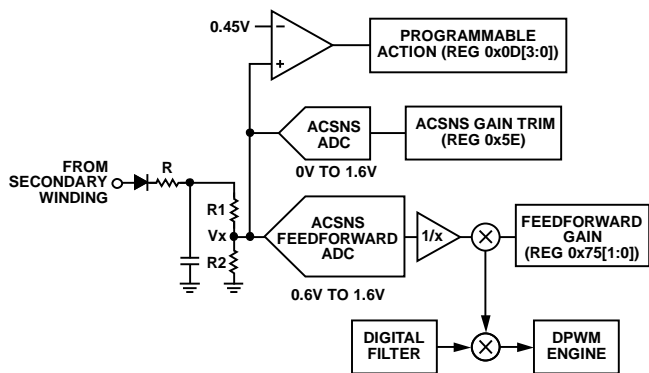 0.45V
−
+
PROGRAMMABLE
ACTION (REG 0x0D[3:0])
ACSNS
ADC
0V TO 1.6V
ACSNS GAIN TRIM
(REG 0x5E)
FROM
SECONDARY
WINDING
R
R1
Vx
R2
ACSNS
FEEDFORWARD
ADC
0.6V TO 1.6V
1/x
×
FEEDFORWARD
GAIN
(REG 0x75[1:0])
DIGITAL
FILTER
×
DPWM
ENGINE